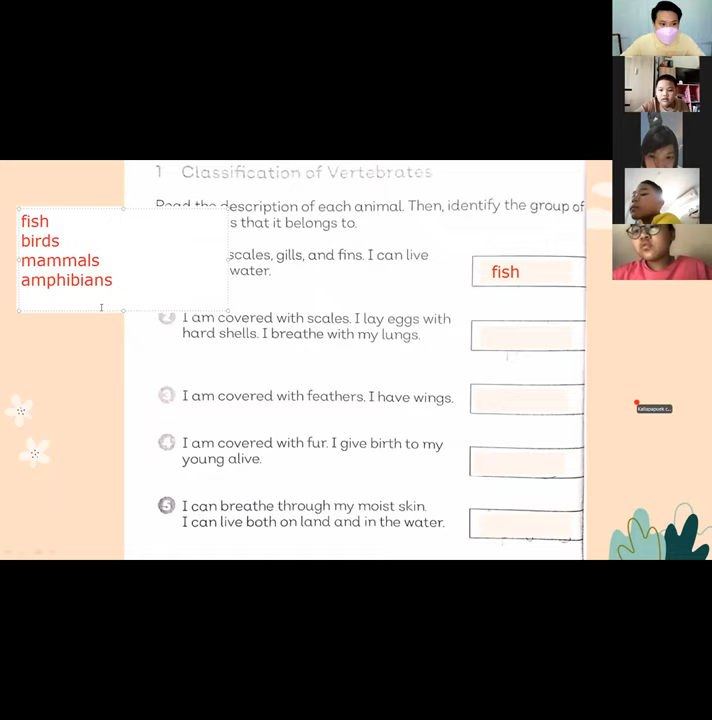 1 Classification of Vertebrates
Read the description of each animal. Then, identify the group of
s that it belongs to.
fish
birds
mammals
amphibians
scales, gills, and fins. I can live
water.
fish
2 I am covered with scales. I lay eggs with
hard shells. I breathe with my lungs.
3 I am covered with feathers. I have wings.
4 I am covered with fur. I give birth to my
young alive.
5 I can breathe through my moist skin.
I can live both on land and in the water.